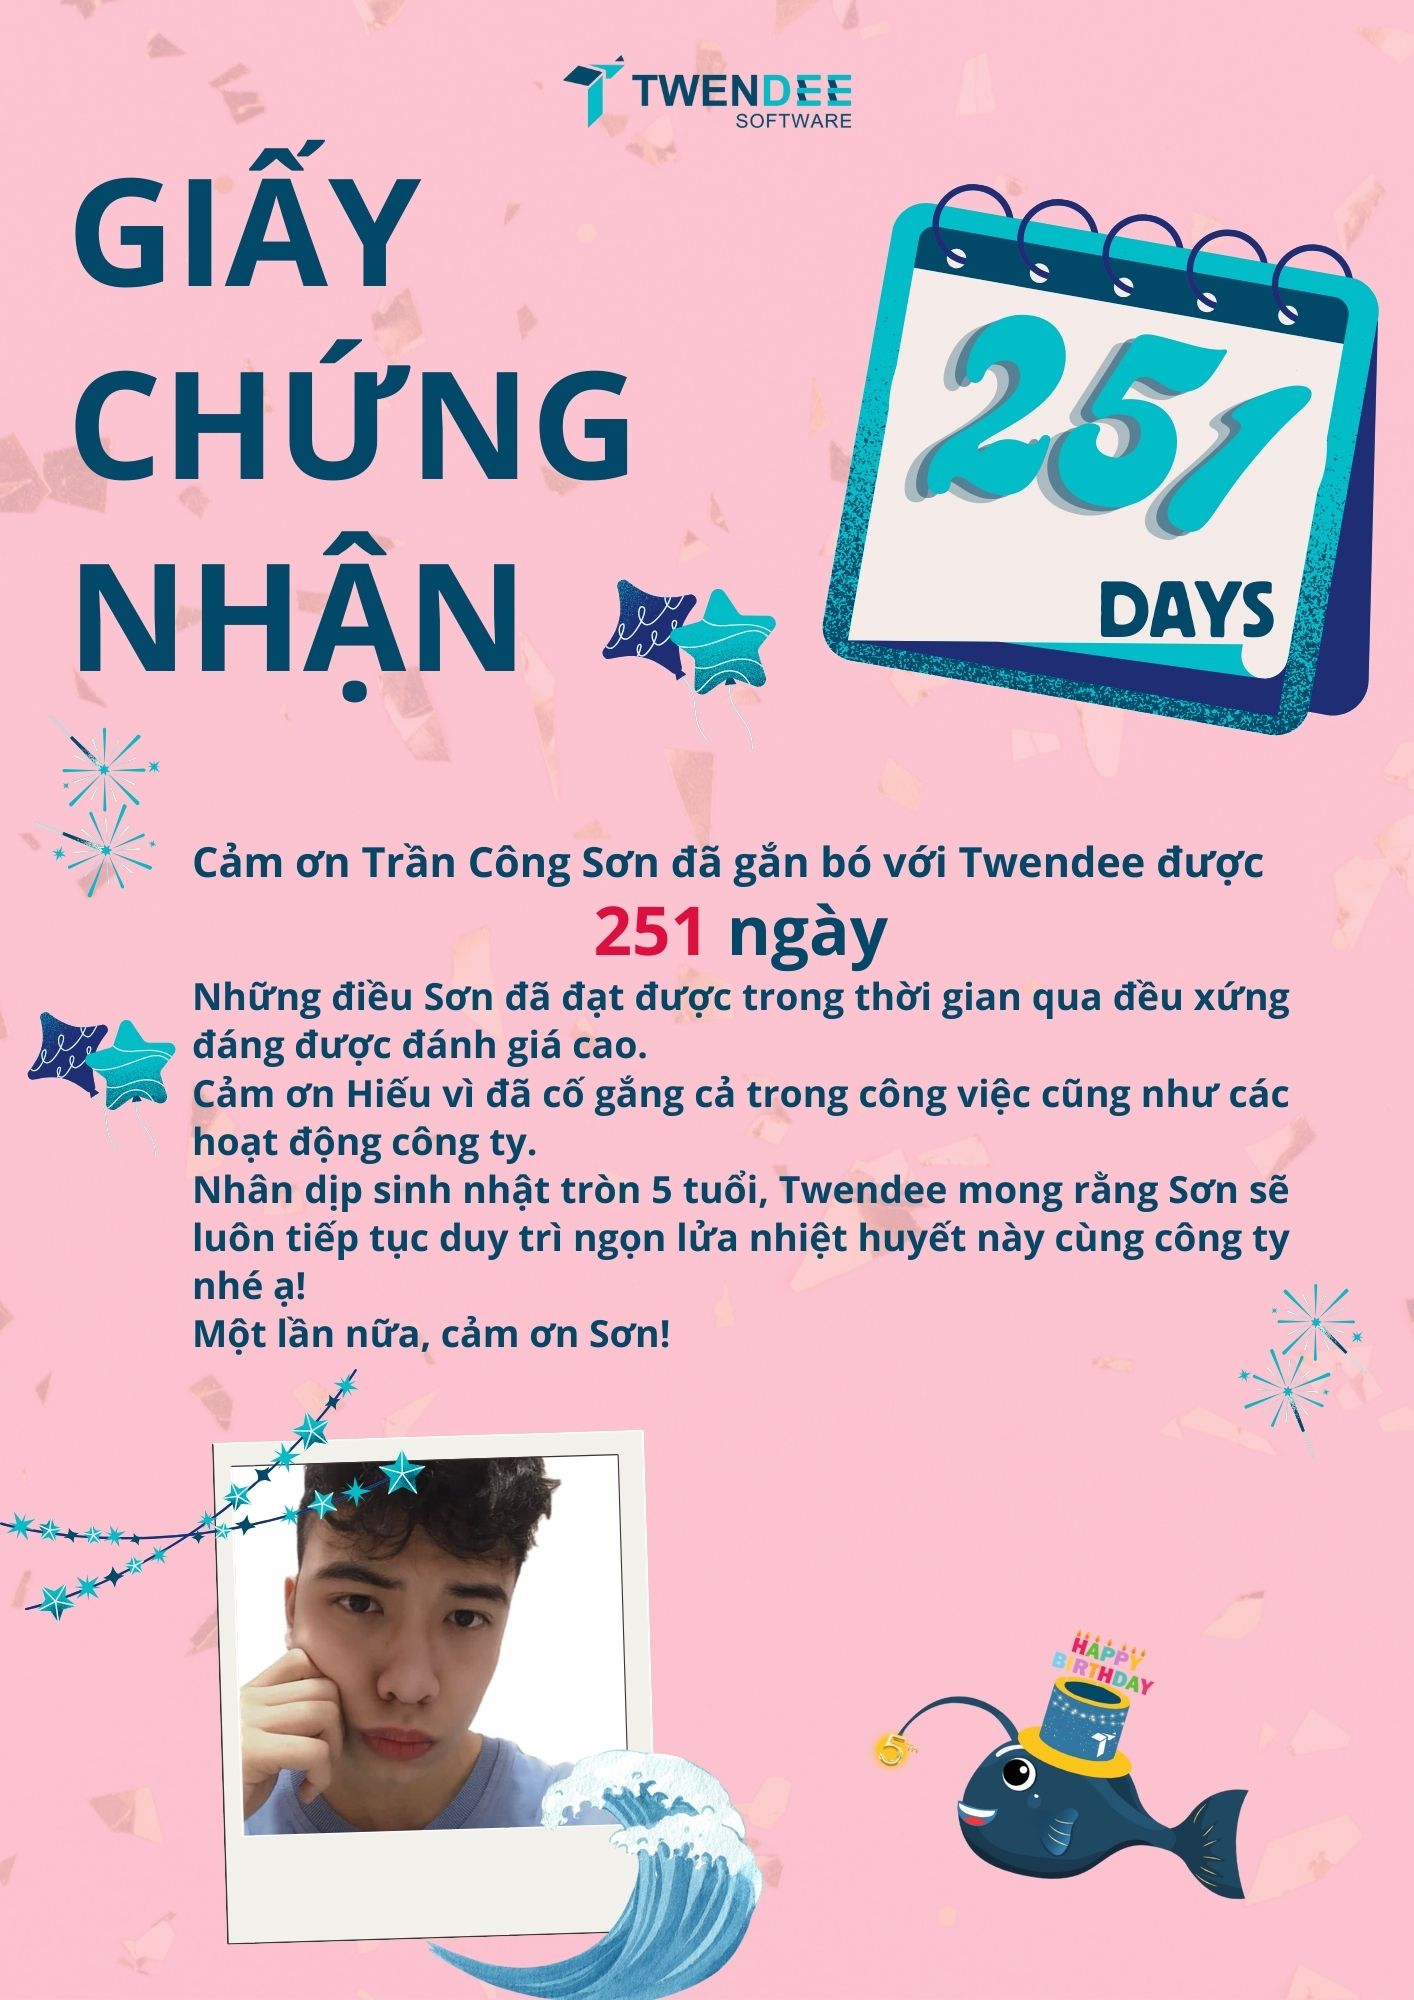 TWENDEE
SOFTWARE
GIẤY
CHỨNG
NHẬN
251
DAYS
Cảm ơn Trần Công Sơn đã gắn bó với Twendee được
251 ngày
Những điều Sơn đã đạt được trong thời gian qua đều xứng
đáng được đánh giá cao.
Cảm ơn Hiếu vì đã cố gắng cả trong công việc cũng như các
hoạt động công ty.
Nhân dịp sinh nhật tròn 5 tuổi, Twendee mong rằng Sơn sẽ
luôn tiếp tục duy trì ngọn lửa nhiệt huyết này cùng công ty
nhé ạ!
Một lần nữa, cảm ơn Sơn!
HAPPY
BIRTHDAY
5th